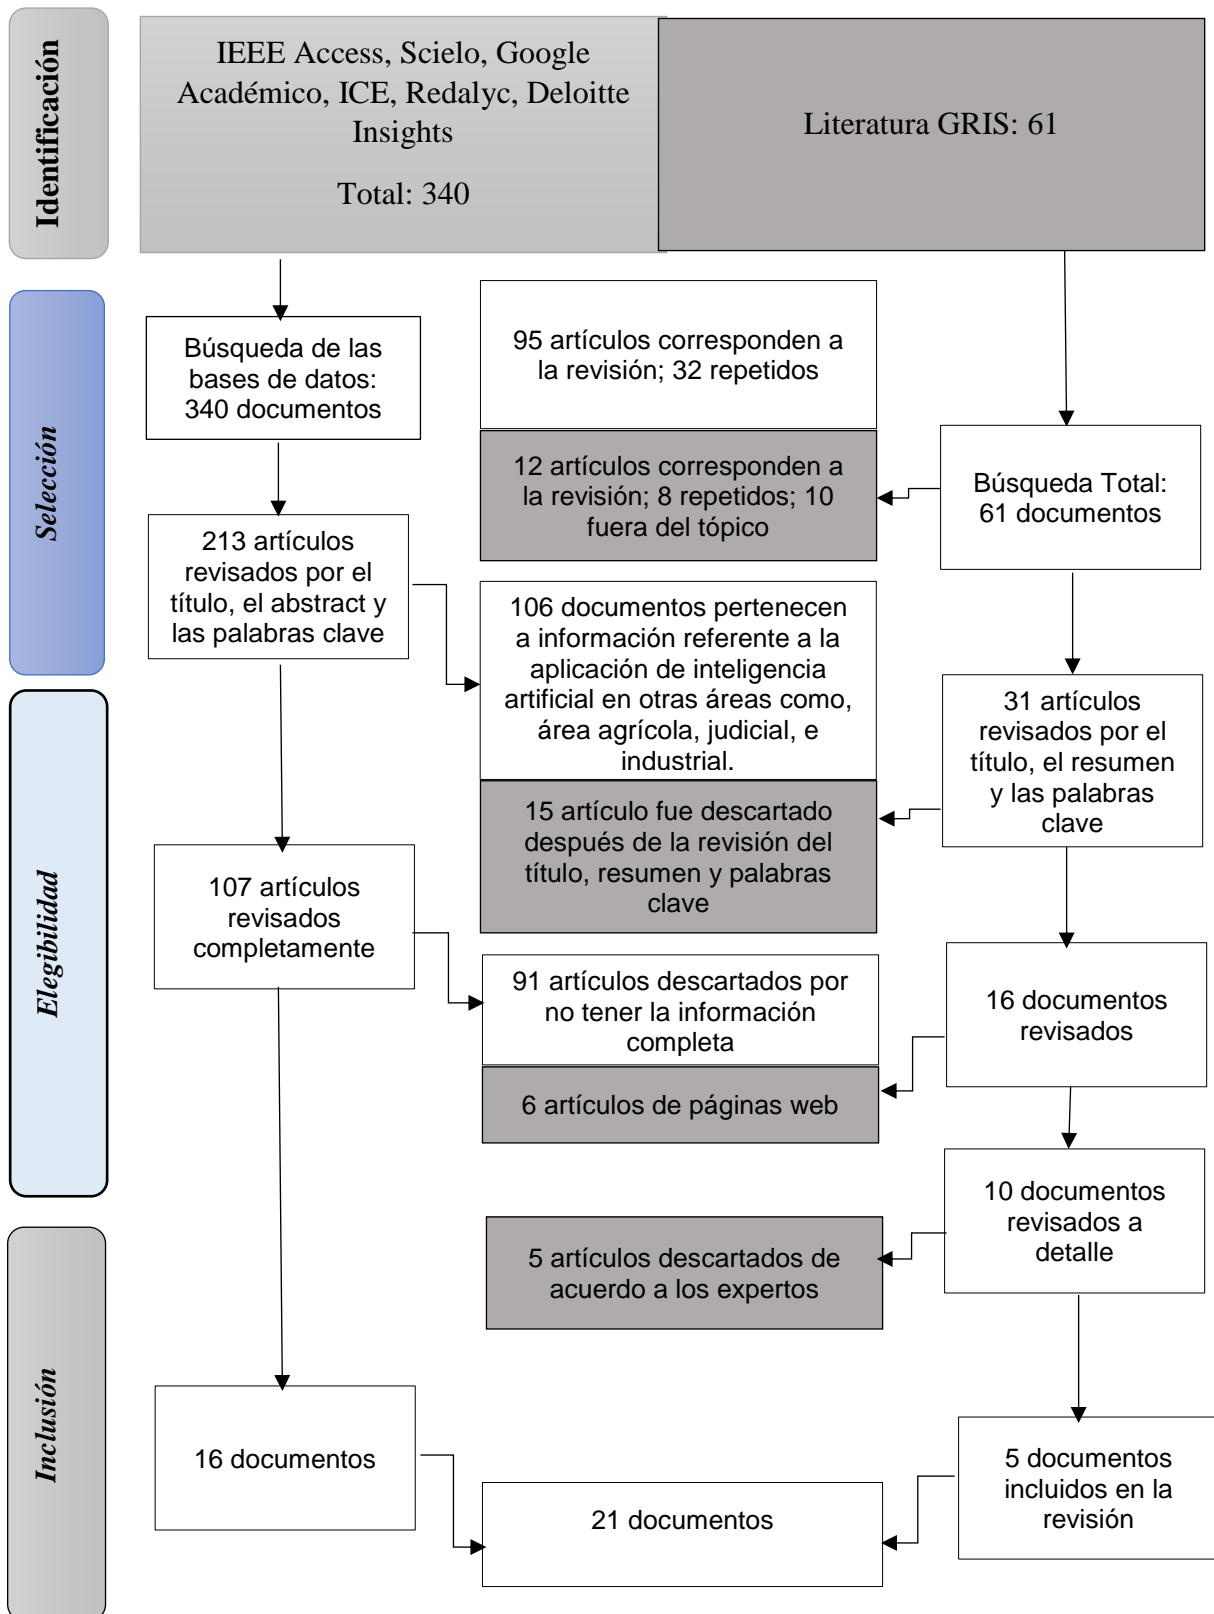 Identificación
IEEE Access, Scielo, Google
Académico, ICE, Redalyc, Deloitte
Insights
Total: 340
Literatura GRIS: 61
Selección
Búsqueda de las
bases de datos:
340 documentos
95 artículos corresponden a
la revisión; 32 repetidos
12 artículos corresponden a
la revisión; 8 repetidos; 10
fuera del tópico
Búsqueda Total:
61 documentos
213 artículos
revisados por el
título, el abstract y
las palabras clave
106 documentos pertenecen
a información referente a la
aplicación de inteligencia
artificial en otras áreas como,
área agrícola, judicial, e
industrial.
31 artículos
revisados por el
título, el resumen
y las palabras
clave
15 artículo fue descartado
después de la revisión del
título, resumen y palabras
clave
Elegibilidad
107 artículos
revisados
completamente
91 artículos descartados por
no tener la información
completa
16 documentos
revisados
6 artículos de páginas web
10 documentos
revisados a
detalle
5 artículos descartados de
acuerdo a los expertos
Inclusión
16 documentos
5 documentos
incluidos en la
revisión
21 documentos